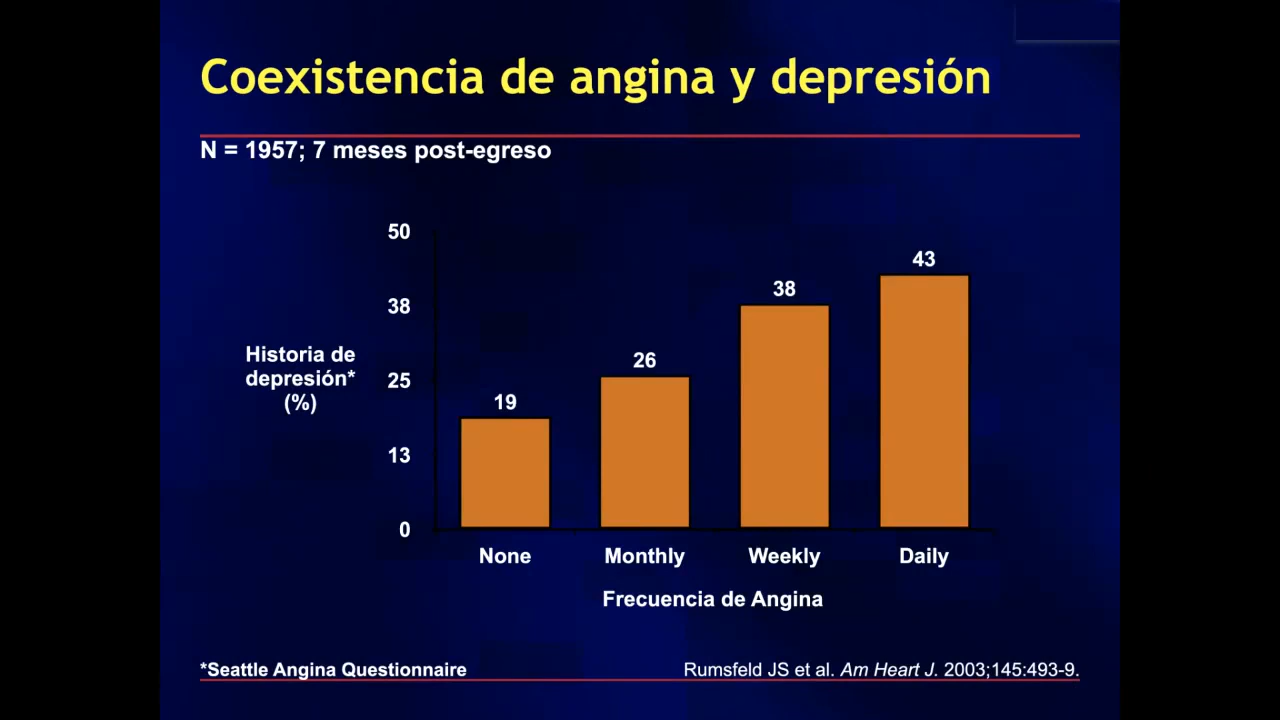 Coexistencia de angina y depresión
N = 1957; 7 meses post-egreso
50
38
25
13
0
Historia de
depresión*
(%)
19
26
38
43
None
Monthly
Weekly
Daily
Frecuencia de Angina
*Seattle Angina Questionnaire
Rumsfeld JS et al. Am Heart J. 2003;145:493-9.